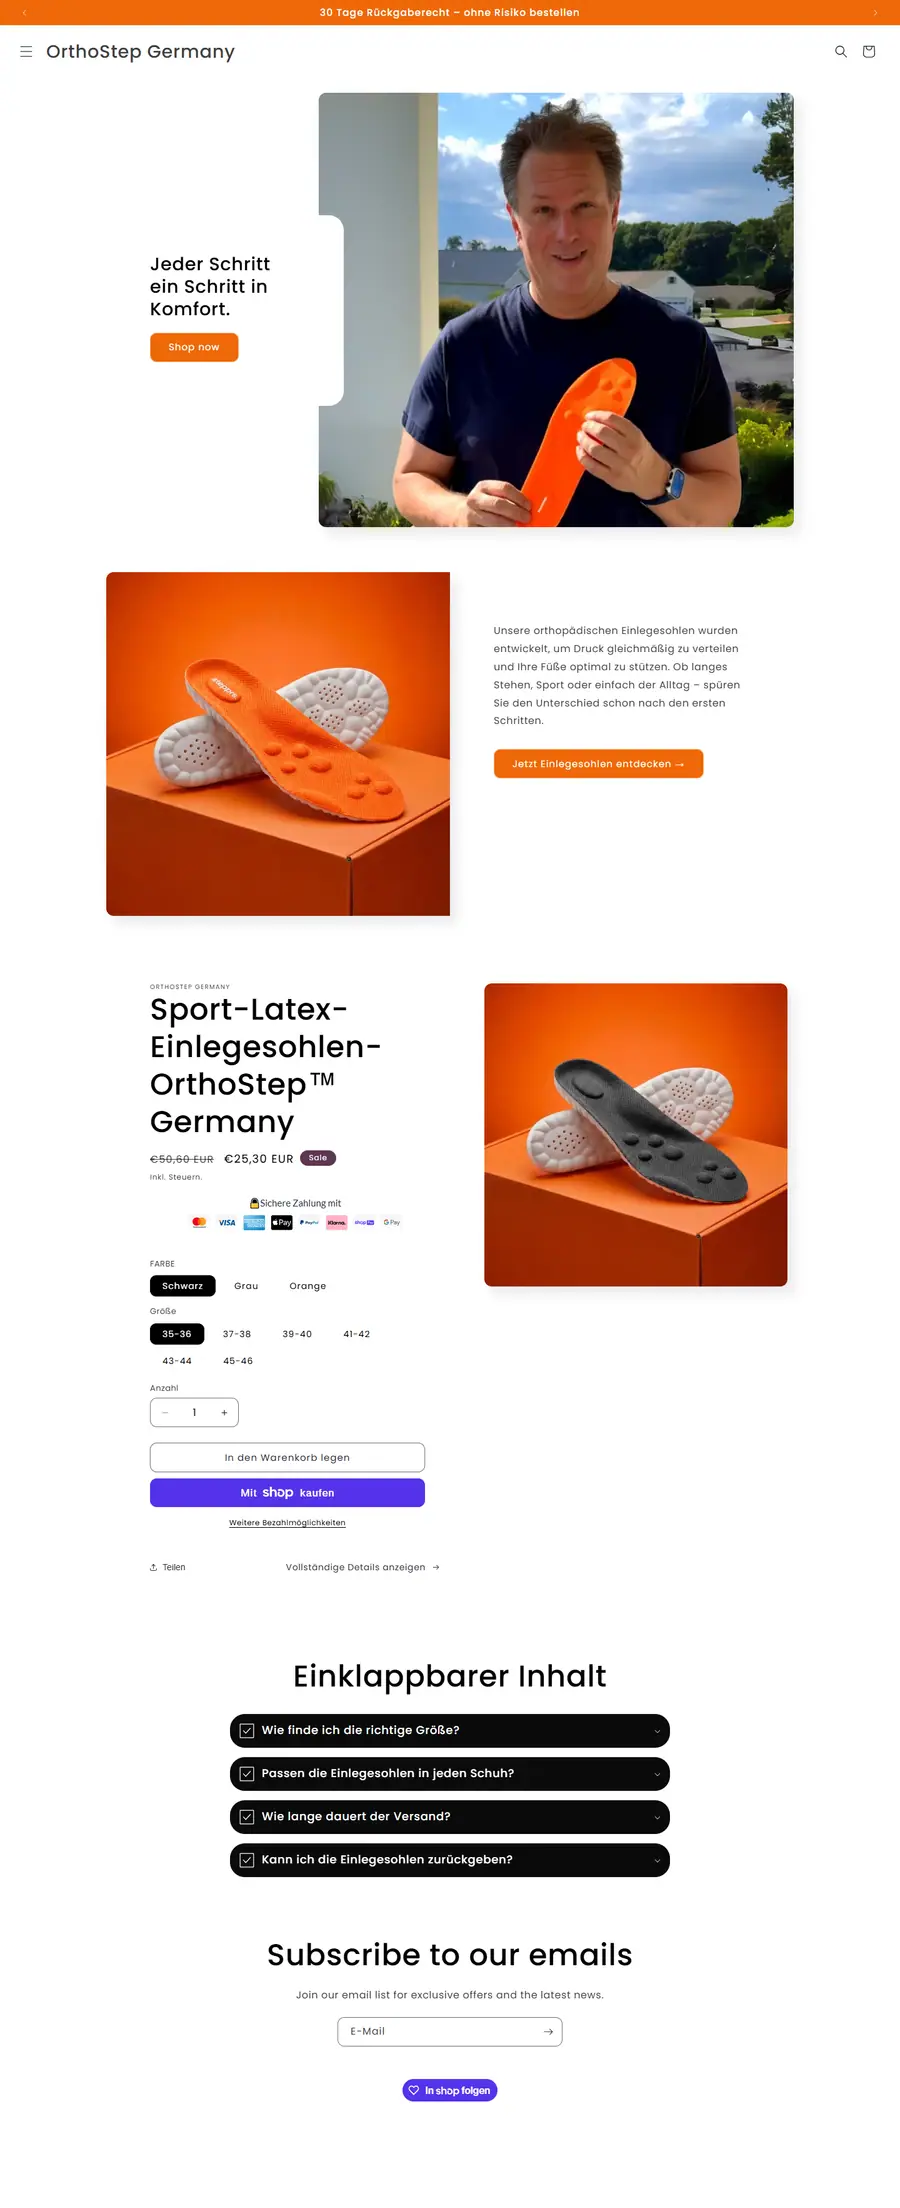 30 Tage Rückgaberecht – ohne Risiko bestellen
OrthoStep Germany
Jeder Schritt
ein Schritt in
Komfort.
Shop now
Unsere orthopädischen Einlegesohlen wurden
entwickelt, um Druck gleichmäßig zu verteilen
und Ihre Füße optimal zu stützen. Ob langes
Stehen, Sport oder einfach der Alltag – spüren
Sie den Unterschied schon nach den ersten
Schritten.
Jetzt Einlegesohlen entdecken →
ORTHOSTEP GERMANY
Sport-Latex-
Einlegesohlen-
OrthoStep™
Germany
€50,60 EUR €25,30 EUR Sale
Inkl. Steuern.
Sichere Zahlung mit
VISA Pay PayPal Klarna. shop Pay G Pay
FARBE
Schwarz Grau Orange
Größe
35-36 37-38 39-40 41-42
43-44 45-46
Anzahl
− 1 +
In den Warenkorb legen
Mit shop kaufen
Weitere Bezahlmöglichkeiten
Teilen Vollständige Details anzeigen →
Einklappbarer Inhalt
Wie finde ich die richtige Größe?
Passen die Einlegesohlen in jeden Schuh?
Wie lange dauert der Versand?
Kann ich die Einlegesohlen zurückgeben?
Subscribe to our emails
Join our email list for exclusive offers and the latest news.
E-Mail →
In shop folgen